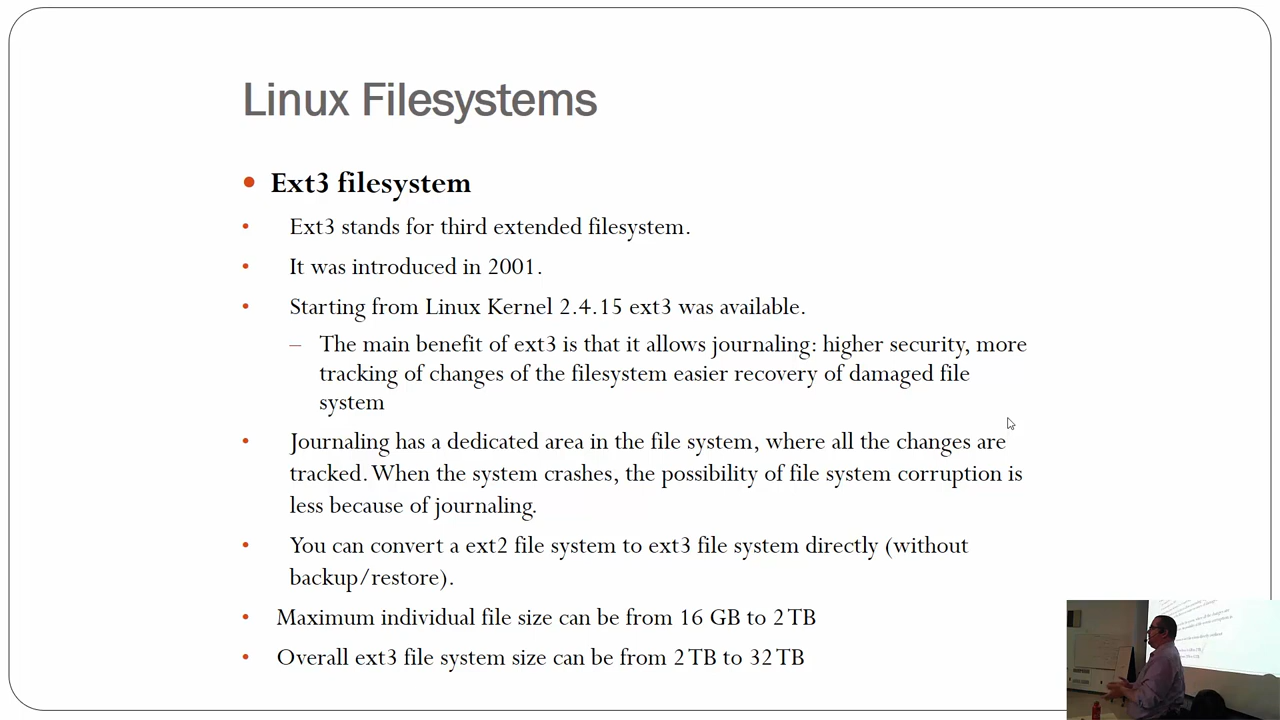 Linux Filesystems
• Ext3 filesystem
• Ext3 stands for third extended filesystem.
• It was introduced in 2001.
• Starting from Linux Kernel 2.4.15 ext3 was available.
– The main benefit of ext3 is that it allows journaling: higher security, more
tracking of changes of the filesystem easier recovery of damaged file
system
• Journaling has a dedicated area in the file system, where all the changes are
tracked. When the system crashes, the possibility of file system corruption is
less because of journaling.
• You can convert a ext2 file system to ext3 file system directly (without
backup/restore).
• Maximum individual file size can be from 16 GB to 2 TB
• Overall ext3 file system size can be from 2 TB to 32 TB